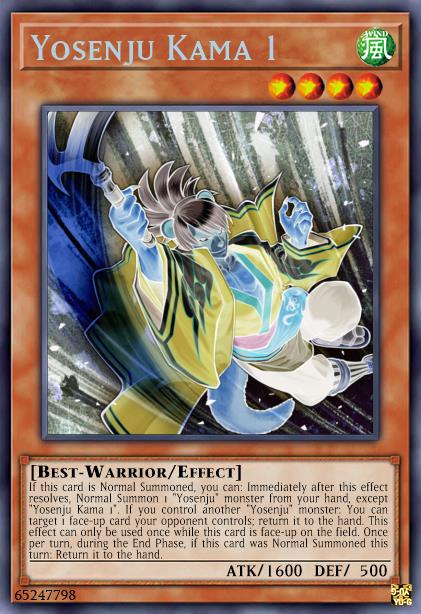 Yosenju Kama 1
WIND
風
[Best-Warrior/Effect]
If this card is Normal Summoned, you can: Immediately after this effect
resolves, Normal Summon 1 "Yosenju" monster from your hand, except
"Yosenju Kama 1". If you control another "Yosenju" monster: You can
target 1 face-up card your opponent controls; return it to the hand. This
effect can only be used once while this card is face-up on the field. Once
per turn, during the End Phase, if this card was Normal Summoned this
turn: Return it to the hand.
ATK/1600 DEF/ 500
65247798